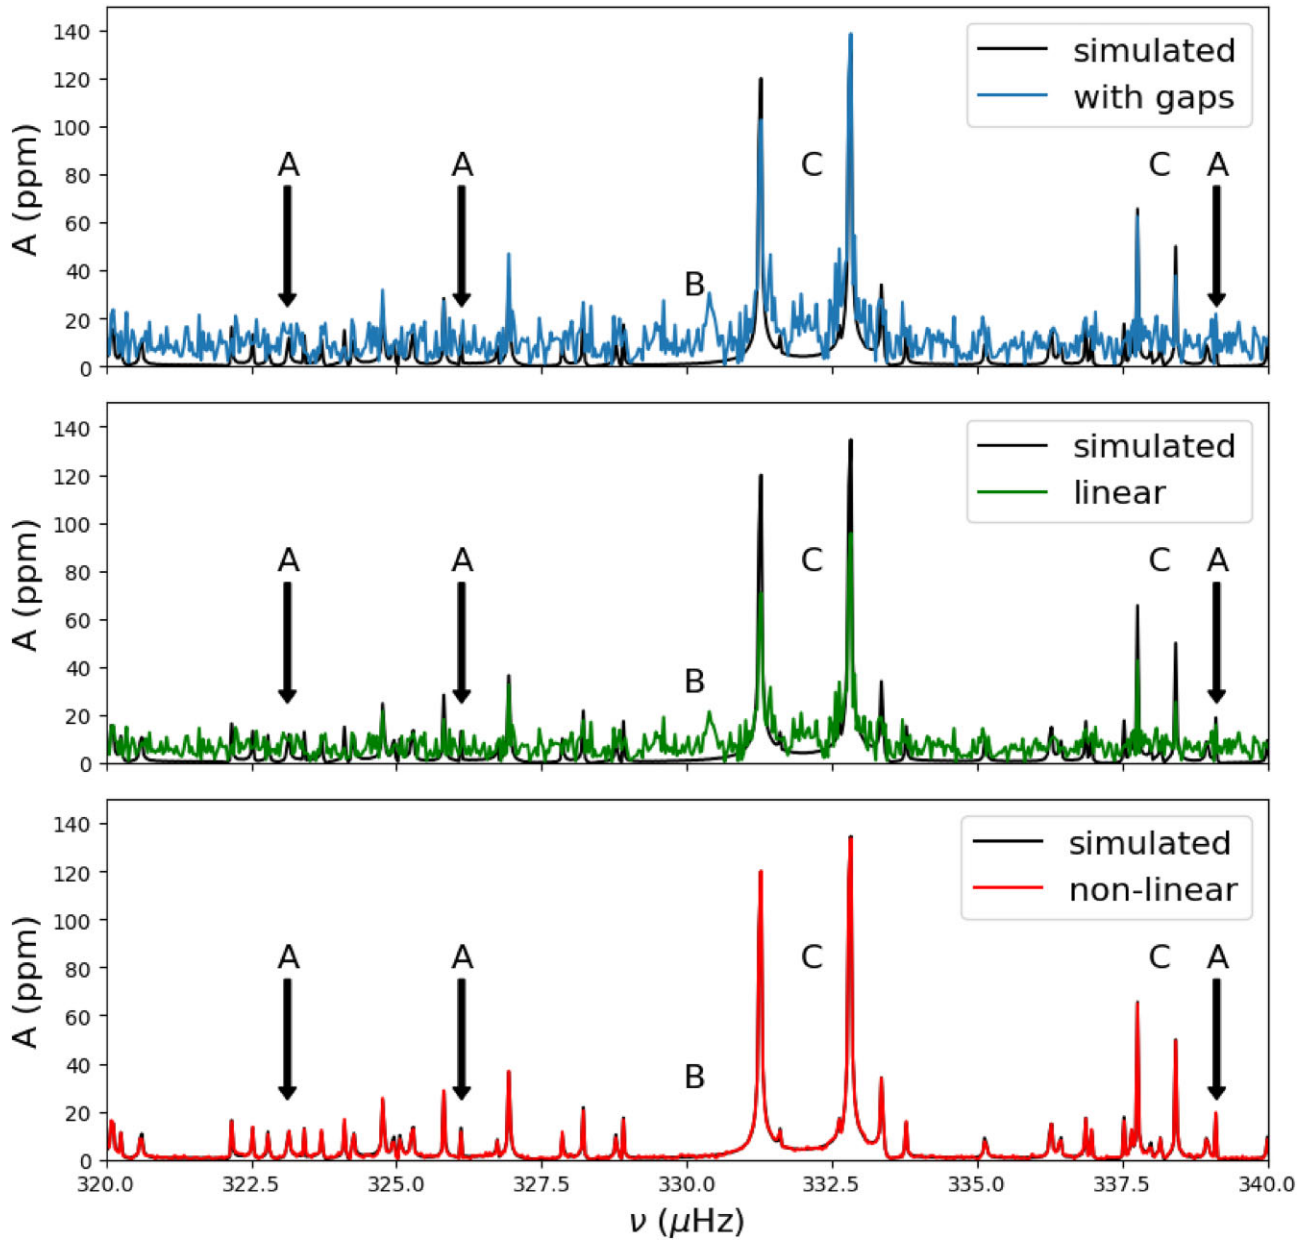 140
120
100
80
60
40
20
0
A (ppm)
simulated
with gaps
A
A
B
C
C
A
140
120
100
80
60
40
20
0
A (ppm)
simulated
linear
A
A
B
C
C
A
140
120
100
80
60
40
20
0
A (ppm)
simulated
non-linear
A
A
B
C
C
A
320.0 322.5 325.0 327.5 330.0 332.5 335.0 337.5 340.0
ν (μHz)